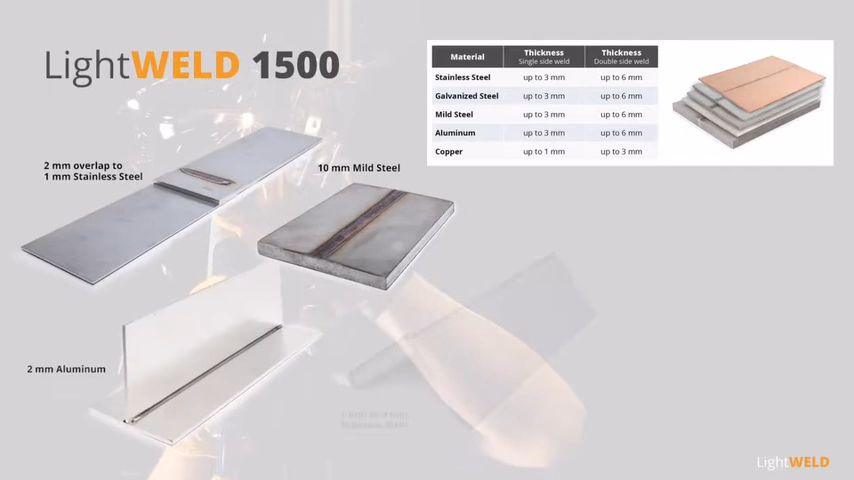 LightWELD 1500
Material Thickness Thickness
Single side weld Double side weld
Stainless Steel up to 3 mm up to 6 mm
Galvanized Steel up to 3 mm up to 6 mm
Mild Steel up to 3 mm up to 6 mm
Aluminum up to 3 mm up to 6 mm
Copper up to 1 mm up to 3 mm
2 mm overlap to
1 mm Stainless Steel
10 mm Mild Steel
2 mm Aluminum
LightWELD